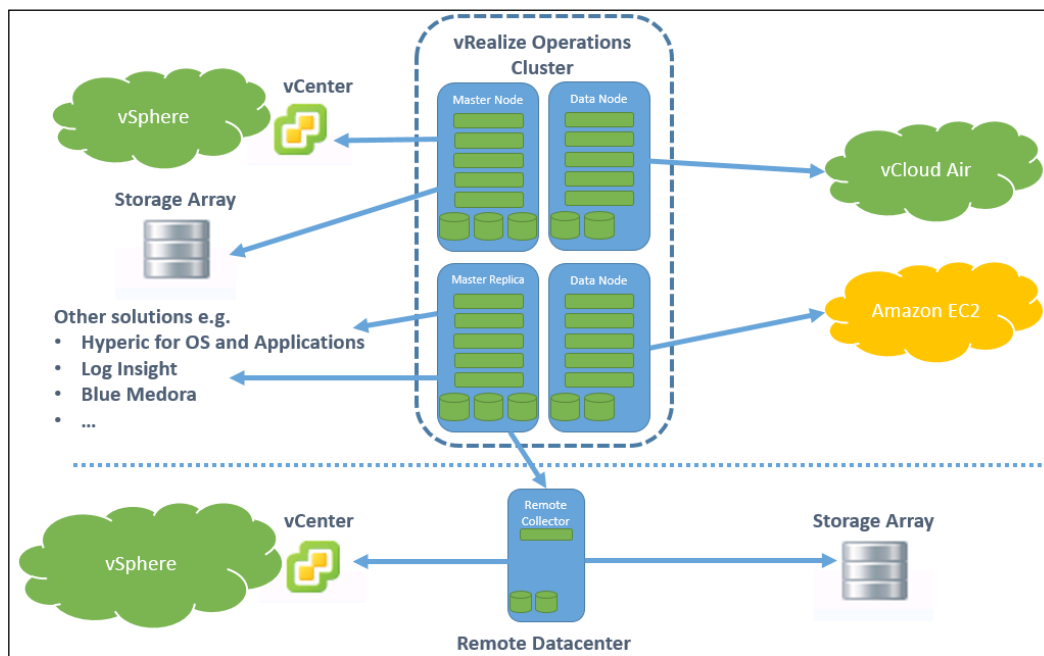 vRealize Operations
Cluster
vCenter
vSphere
Master Node
Data Node
vCloud Air
Storage Array
Master Replica
Data Node
Amazon EC2
Other solutions e.g.
• Hyperic for OS and Applications
• Log Insight
• Blue Medora
• ...
Remote
Collector
vCenter
Storage Array
vSphere
Remote Datacenter